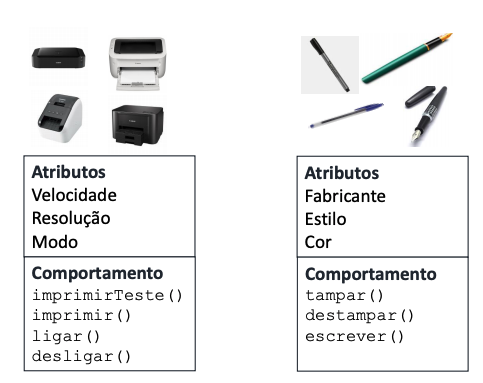 Atributos
Velocidade
Resolução
Modo
Comportamento
imprimirTeste()
imprimir()
ligar()
desligar()
Atributos
Fabricante
Estilo
Cor
Comportamento
tampar()
destampar()
escrever()